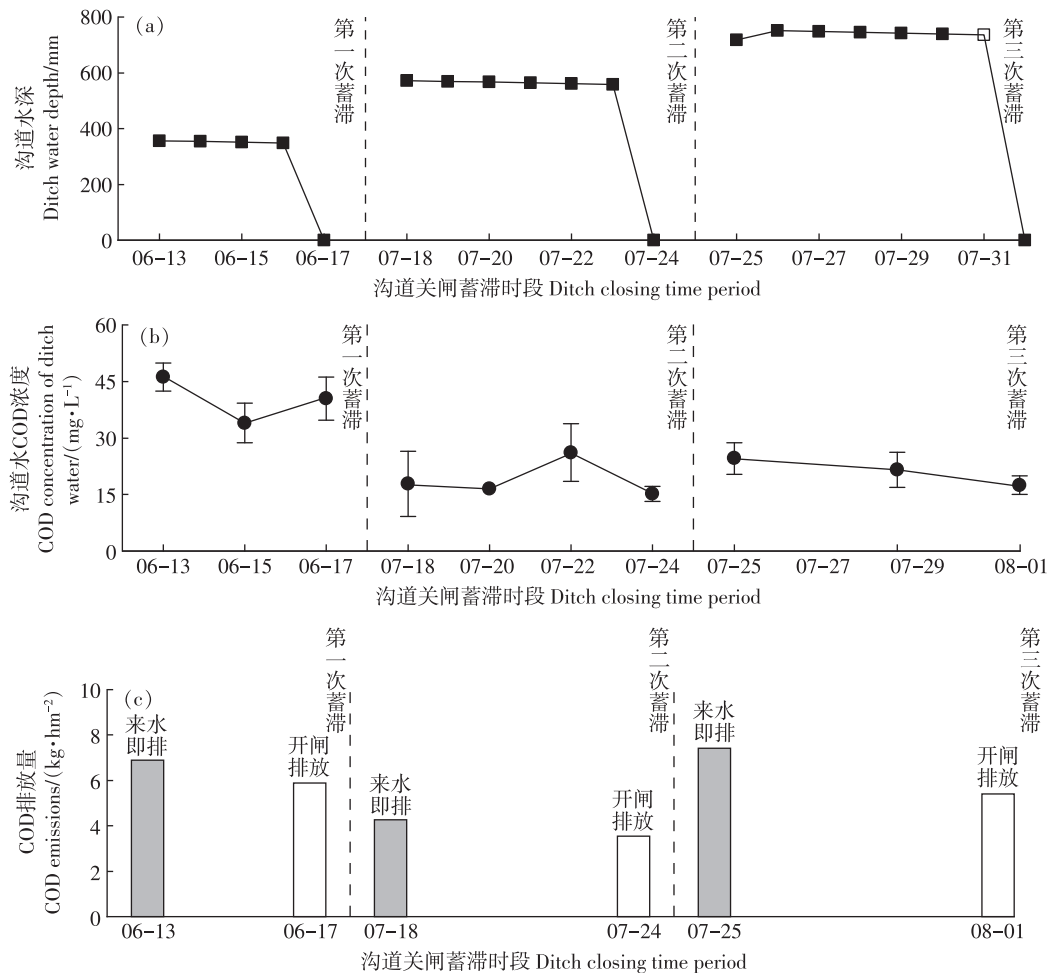 (a)
第一次蓄滞
第二次蓄滞
第三次蓄滞
沟道水深
Ditch water depth/mm
800
600
400
200
0
06-13 06-15 06-17 07-18 07-20 07-22 07-24 07-25 07-27 07-29 07-31
沟道关闸蓄滞时段 Ditch closing time period
(b)
第一次蓄滞
第二次蓄滞
第三次蓄滞
沟道水COD浓度
COD concentration of ditch
water/(mg•L⁻¹)
60
45
30
15
0
06-13 06-15 06-17 07-18 07-20 07-22 07-24 07-25 07-27 07-29 08-01
沟道关闸蓄滞时段 Ditch closing time period
(c)
第一次蓄滞
第二次蓄滞
第三次蓄滞
COD排放量
COD emissions/(kg•hm⁻²)
10
8
6
4
2
0
来水
即排
开闸
排放
来水
即排
开闸
排放
来水
即排
开闸
排放
06-13 06-17 07-18 07-24 07-25 08-01
沟道关闸蓄滞时段 Ditch closing time period